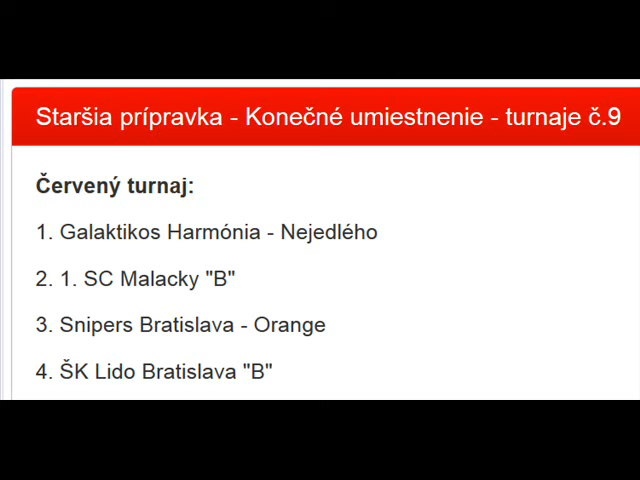 Staršia prípravka - Konečné umiestnenie - turnaje č.9
Červený turnaj:
1. Galaktikos Harmónia - Nejedlého
2. 1. SC Malacky "B"
3. Snipers Bratislava - Orange
4. ŠK Lido Bratislava "B"